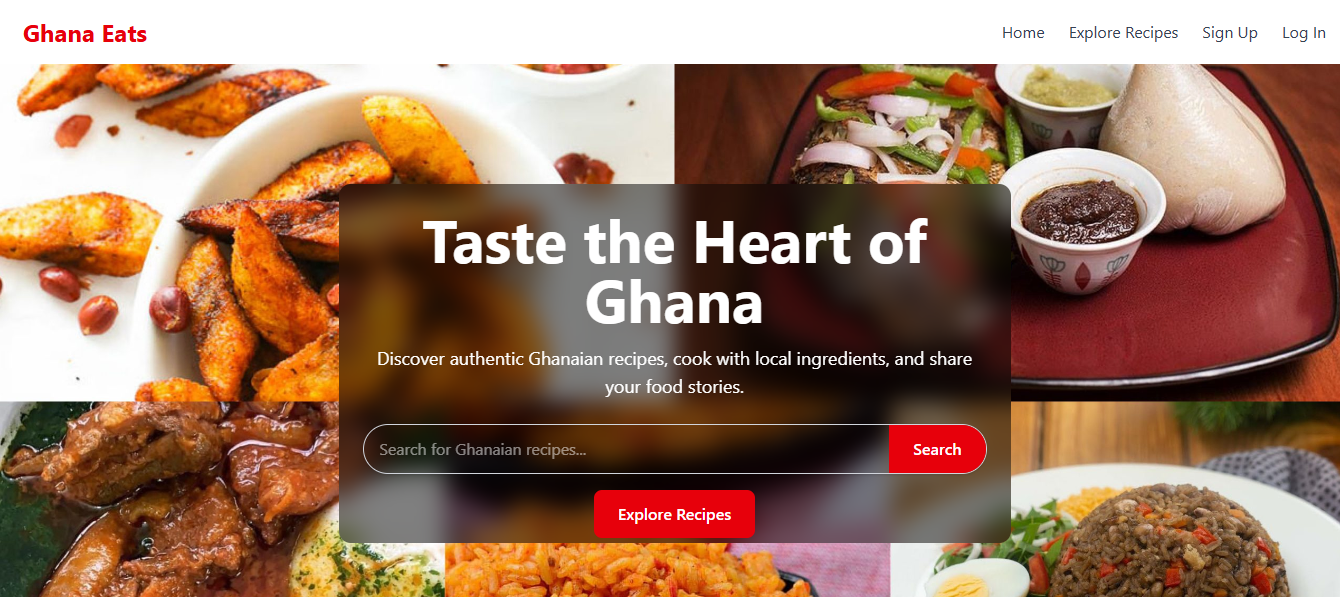 Ghana Eats
Home Explore Recipes Sign Up Log In
Taste the Heart of
Ghana
Discover authentic Ghanaian recipes, cook with local ingredients, and share
your food stories.
Search for Ghanaian recipes...
Search
Explore Recipes